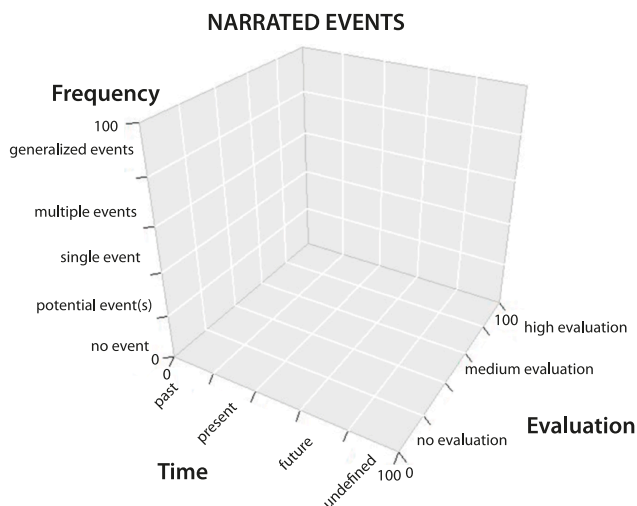 NARRATED EVENTS
Frequency
100
generalized events
multiple events
single event
potential event(s)
no event
0
0
past
present
future
undefined
100
Time
0
no evaluation
medium evaluation
high evaluation
100
Evaluation